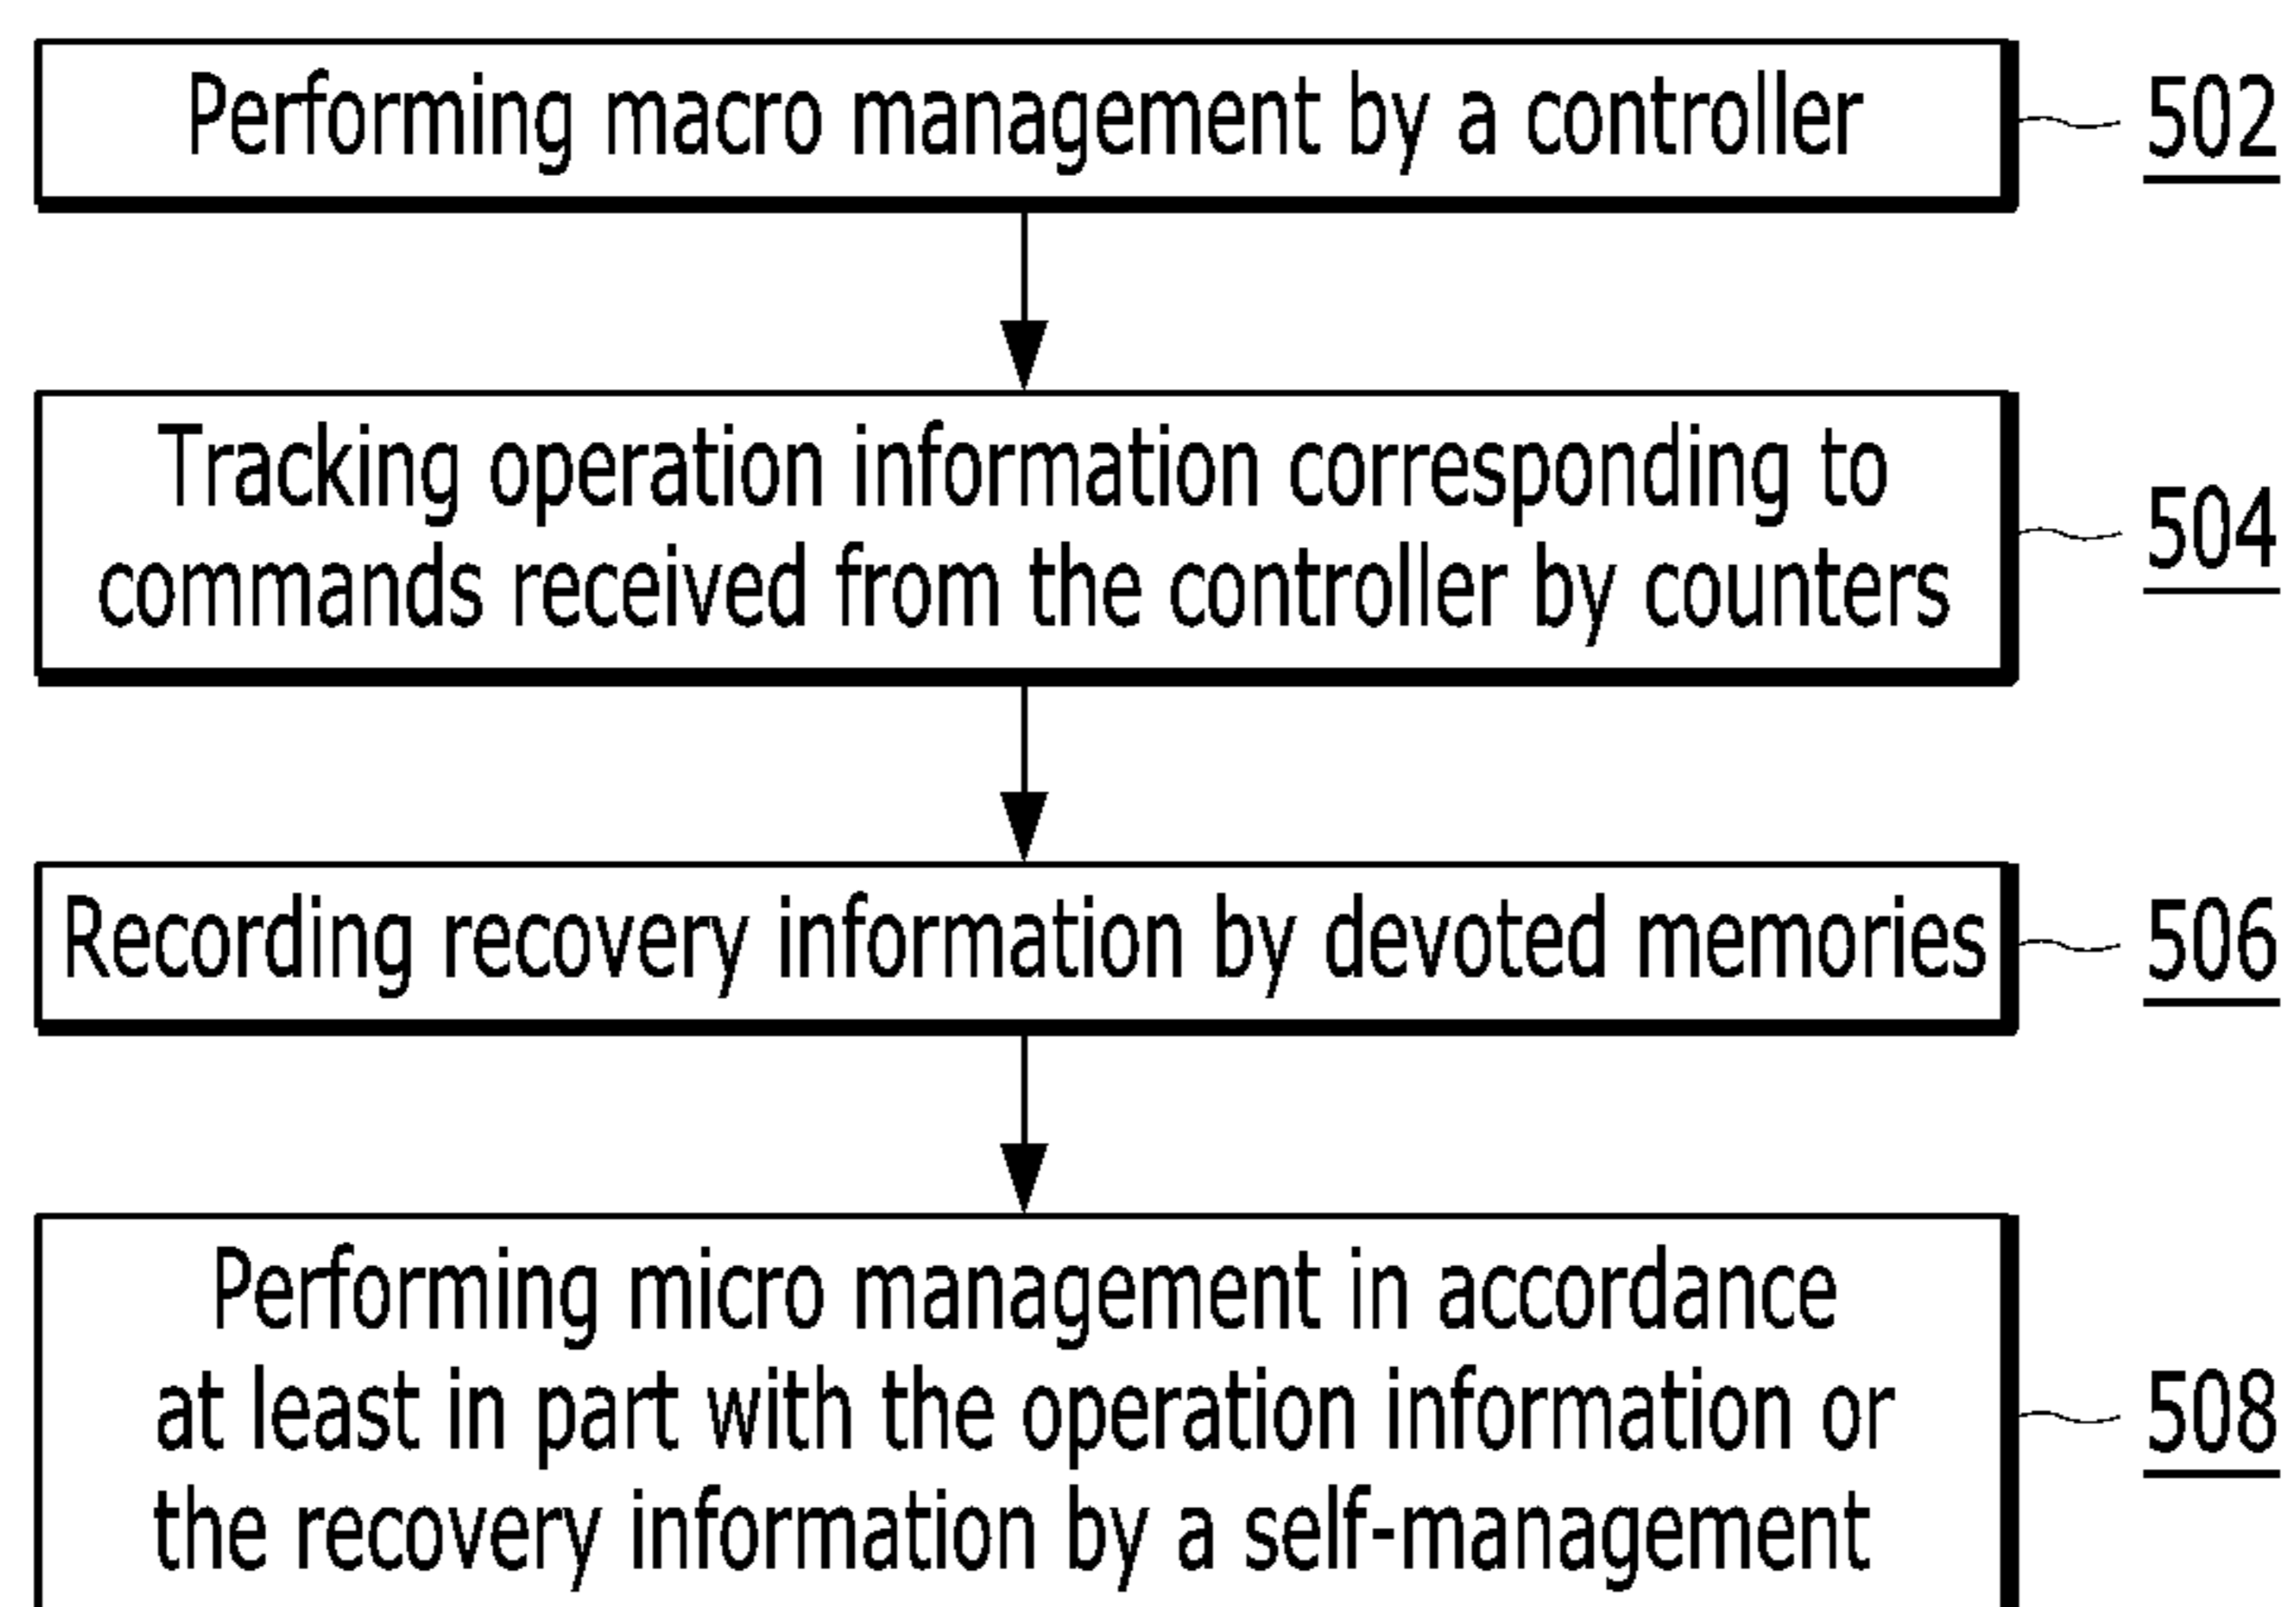 Performing macro management by a controller
502
Tracking operation information corresponding to
commands received from the controller by counters
504
Recording recovery information by devoted memories
506
Performing micro management in accordance
at least in part with the operation information or
the recovery information by a self-management
508